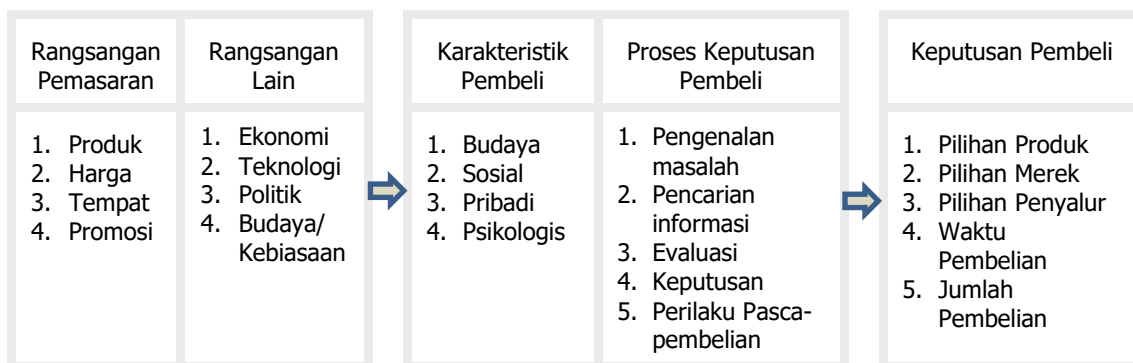 Rangsangan
Pemasaran
Rangsangan
Lain
Karakteristik
Pembeli
Proses Keputusan
Pembeli
Keputusan Pembeli
1. Produk
2. Harga
3. Tempat
4. Promosi
1. Ekonomi
2. Teknologi
3. Politik
4. Budaya/
Kebiasaan
1. Budaya
2. Sosial
3. Pribadi
4. Psikologis
1. Pengenalan
masalah
2. Pencarian
informasi
3. Evaluasi
4. Keputusan
5. Perilaku Pasca-
pembelian
1. Pilihan Produk
2. Pilihan Merek
3. Pilihan Penyalur
4. Waktu
Pembelian
5. Jumlah
Pembelian